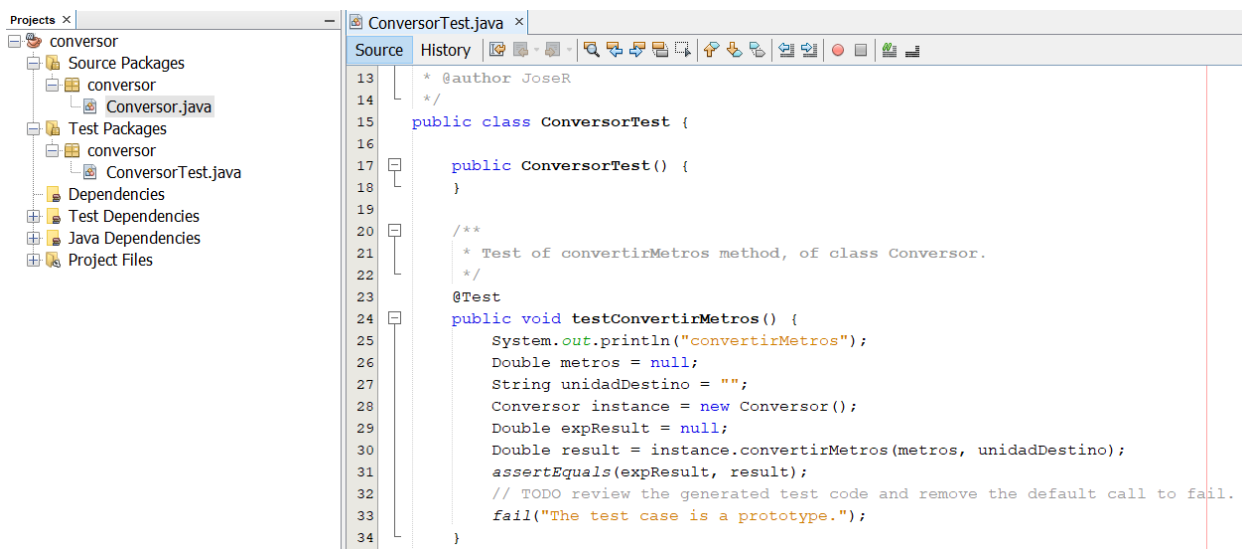 Projects
conversor
Source Packages
conversor
Conversor.java
Test Packages
conversor
ConversorTest.java
Dependencies
Test Dependencies
Java Dependencies
Project Files
ConversorTest.java
Source History
13 * @author JoseR
14 */
15 public class ConversorTest {
16
17 public ConversorTest() {
18 }
19
20 /**
21 * Test of convertirMetros method, of class Conversor.
22 */
23 @Test
24 public void testConvertirMetros() {
25 System.out.println("convertirMetros");
26 Double metros = null;
27 String unidadDestino = "";
28 Conversor instance = new Conversor();
29 Double expResult = null;
30 Double result = instance.convertirMetros(metros, unidadDestino);
31 assertEquals(expResult, result);
32 // TODO review the generated test code and remove the default call to fail.
33 fail("The test case is a prototype.");
34 }